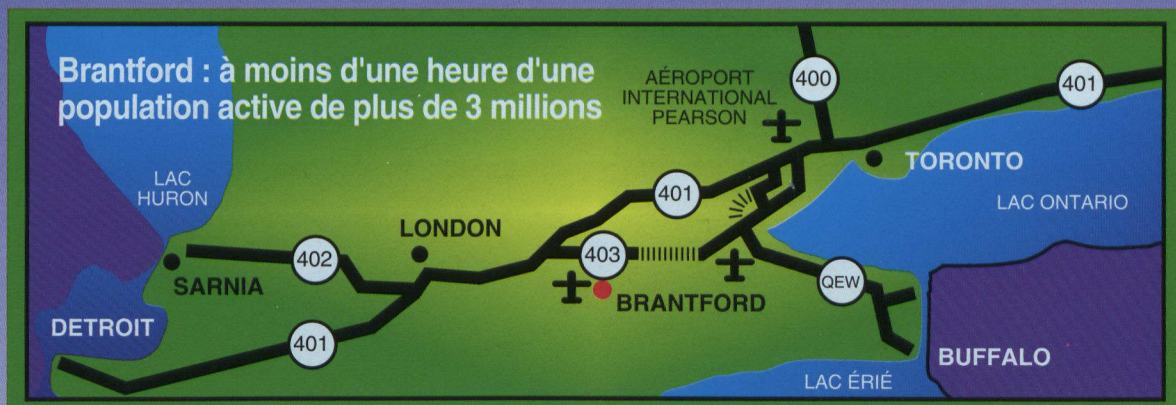 Brantford : à moins d'une heure d'une
population active de plus de 3 millions
AÉROPORT
INTERNATIONAL
PEARSON
400
401
LAC
HURON
TORONTO
401
LAC ONTARIO
LONDON
402
403
SARNIA
QEW
BRANTFORD
DETROIT
401
BUFFALO
LAC ÉRIÉ